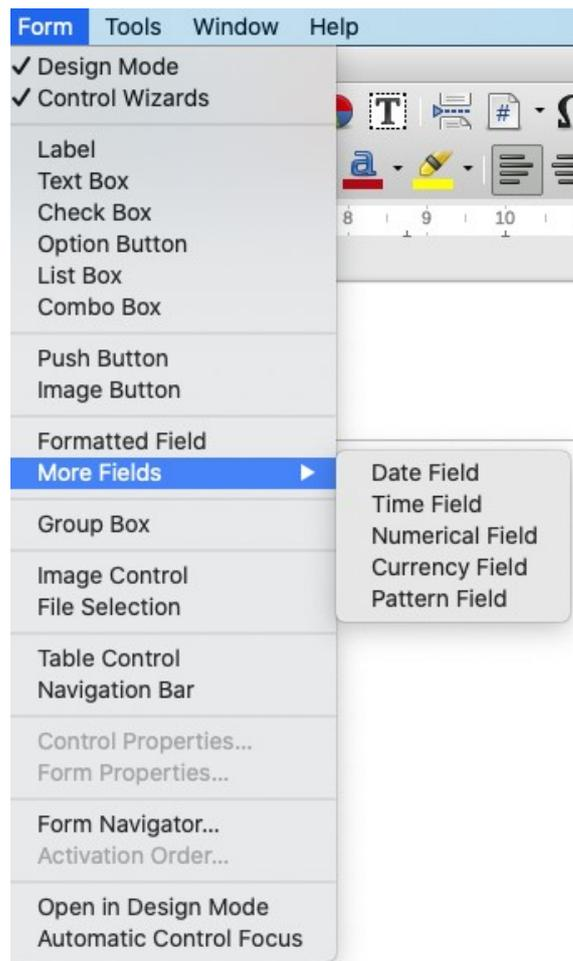 Form Tools Window Help
✓ Design Mode
✓ Control Wizards
Label
Text Box
Check Box
Option Button
List Box
Combo Box
Push Button
Image Button
Formatted Field
More Fields ▶
Date Field
Time Field
Numerical Field
Currency Field
Pattern Field
Group Box
Image Control
File Selection
Table Control
Navigation Bar
Control Properties...
Form Properties...
Form Navigator...
Activation Order...
Open in Design Mode
Automatic Control Focus
T #
a
8 9 10